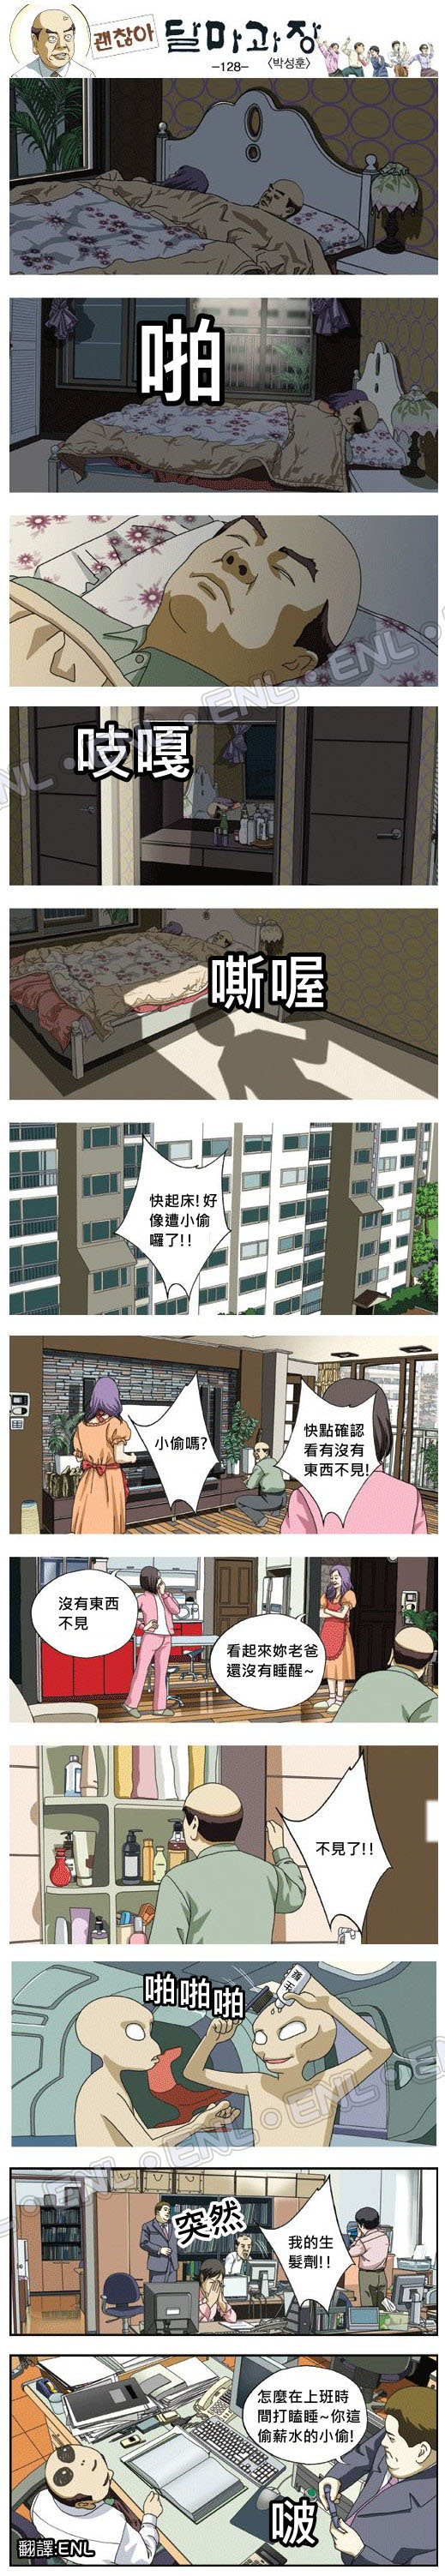 괜찮아 달마과장
-128- <박성훈>
啪
ENL
吱嘎
嘶喔
快起床! 好
像遭小偷
囉了!!
小偷嗎?
快點確認
看有沒有
東西不見!
沒有東西
不見
看起來妳老爸
還沒有睡醒~
不見了!!
啪啪啪
ENL
突然
我的生
髮劑!!
怎麼在上班時
間打瞌睡~你這
偷薪水的小偷!
啵
翻譯:ENL